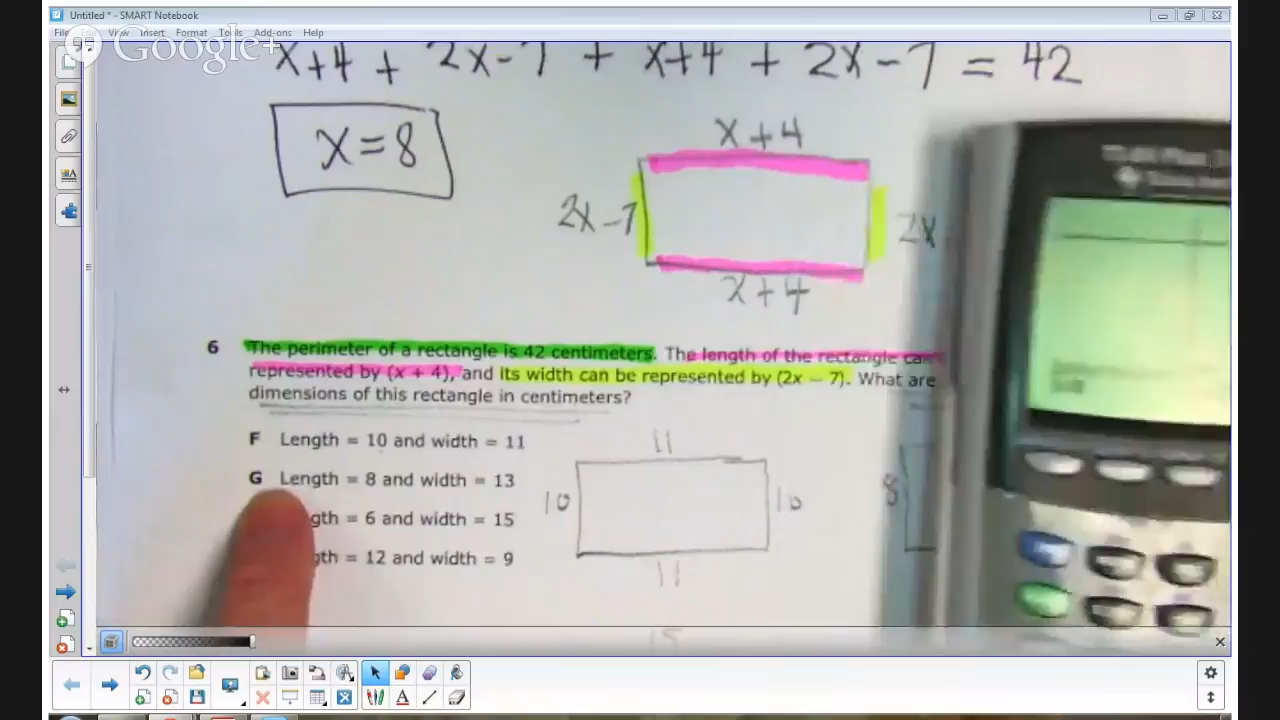 Untitled * - SMART Notebook
File Edit View Insert Format Tools Add-ons Help
Google+
x+4 + 2x-7 + x+4 + 2x-7 = 42
x=8
x+4
2x-7
2x
x+4
6 The perimeter of a rectangle is 42 centimeters. The length of the rectangle can
represented by (x + 4), and its width can be represented by (2x − 7). What are
dimensions of this rectangle in centimeters?
F Length = 10 and width = 11
G Length = 8 and width = 13
gth = 6 and width = 15
gth = 12 and width = 9
11
10
10
11
8
15